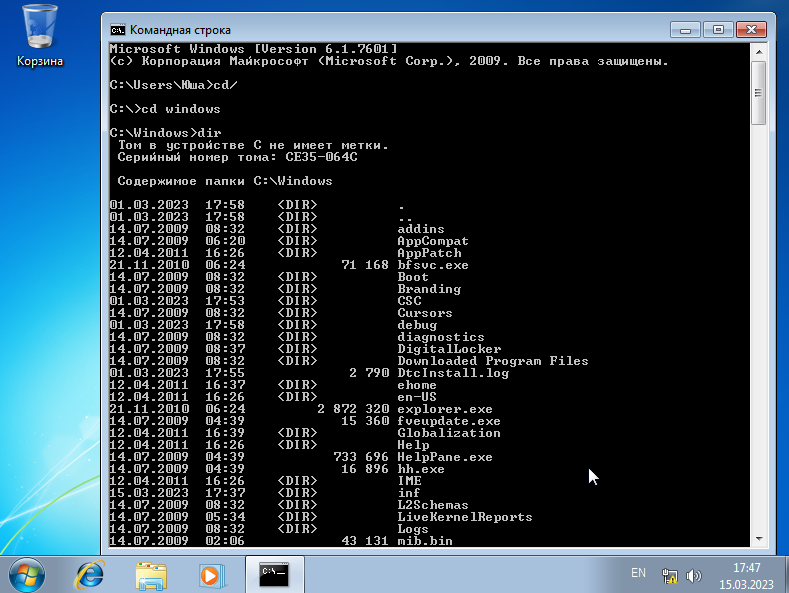 Корзина
Командная строка
Microsoft Windows [Version 6.1.7601]
(c) Корпорация Майкрософт (Microsoft Corp.), 2009. Все права защищены.
C:\Users\Юша>cd/
C:\>cd windows
C:\Windows>dir
Том в устройстве C не имеет метки.
Серийный номер тома: CE35-064C
Содержимое папки C:\Windows
01.03.2023 17:58 <DIR> .
01.03.2023 17:58 <DIR> ..
14.07.2009 08:32 <DIR> addins
14.07.2009 06:20 <DIR> AppCompat
12.04.2011 16:26 <DIR> AppPatch
21.11.2010 06:24 71 168 bfsvc.exe
14.07.2009 08:32 <DIR> Boot
14.07.2009 08:32 <DIR> Branding
01.03.2023 17:53 <DIR> CSC
14.07.2009 08:32 <DIR> Cursors
01.03.2023 17:58 <DIR> debug
14.07.2009 08:32 <DIR> diagnostics
14.07.2009 08:37 <DIR> DigitalLocker
14.07.2009 08:32 <DIR> Downloaded Program Files
01.03.2023 17:55 2 790 DtcInstall.log
12.04.2011 16:37 <DIR> ehome
12.04.2011 16:26 <DIR> en-US
21.11.2010 06:24 2 872 320 explorer.exe
14.07.2009 04:39 15 360 fveupdate.exe
12.04.2011 16:39 <DIR> Globalization
12.04.2011 16:26 <DIR> Help
14.07.2009 04:39 733 696 HelpPane.exe
14.07.2009 04:39 16 896 hh.exe
12.04.2011 16:26 <DIR> IME
15.03.2023 17:37 <DIR> inf
14.07.2009 08:32 <DIR> L2Schemas
14.07.2009 05:34 <DIR> LiveKernelReports
14.07.2009 08:32 <DIR> Logs
14.07.2009 02:06 43 131 mib.bin
EN
17:47
15.03.2023